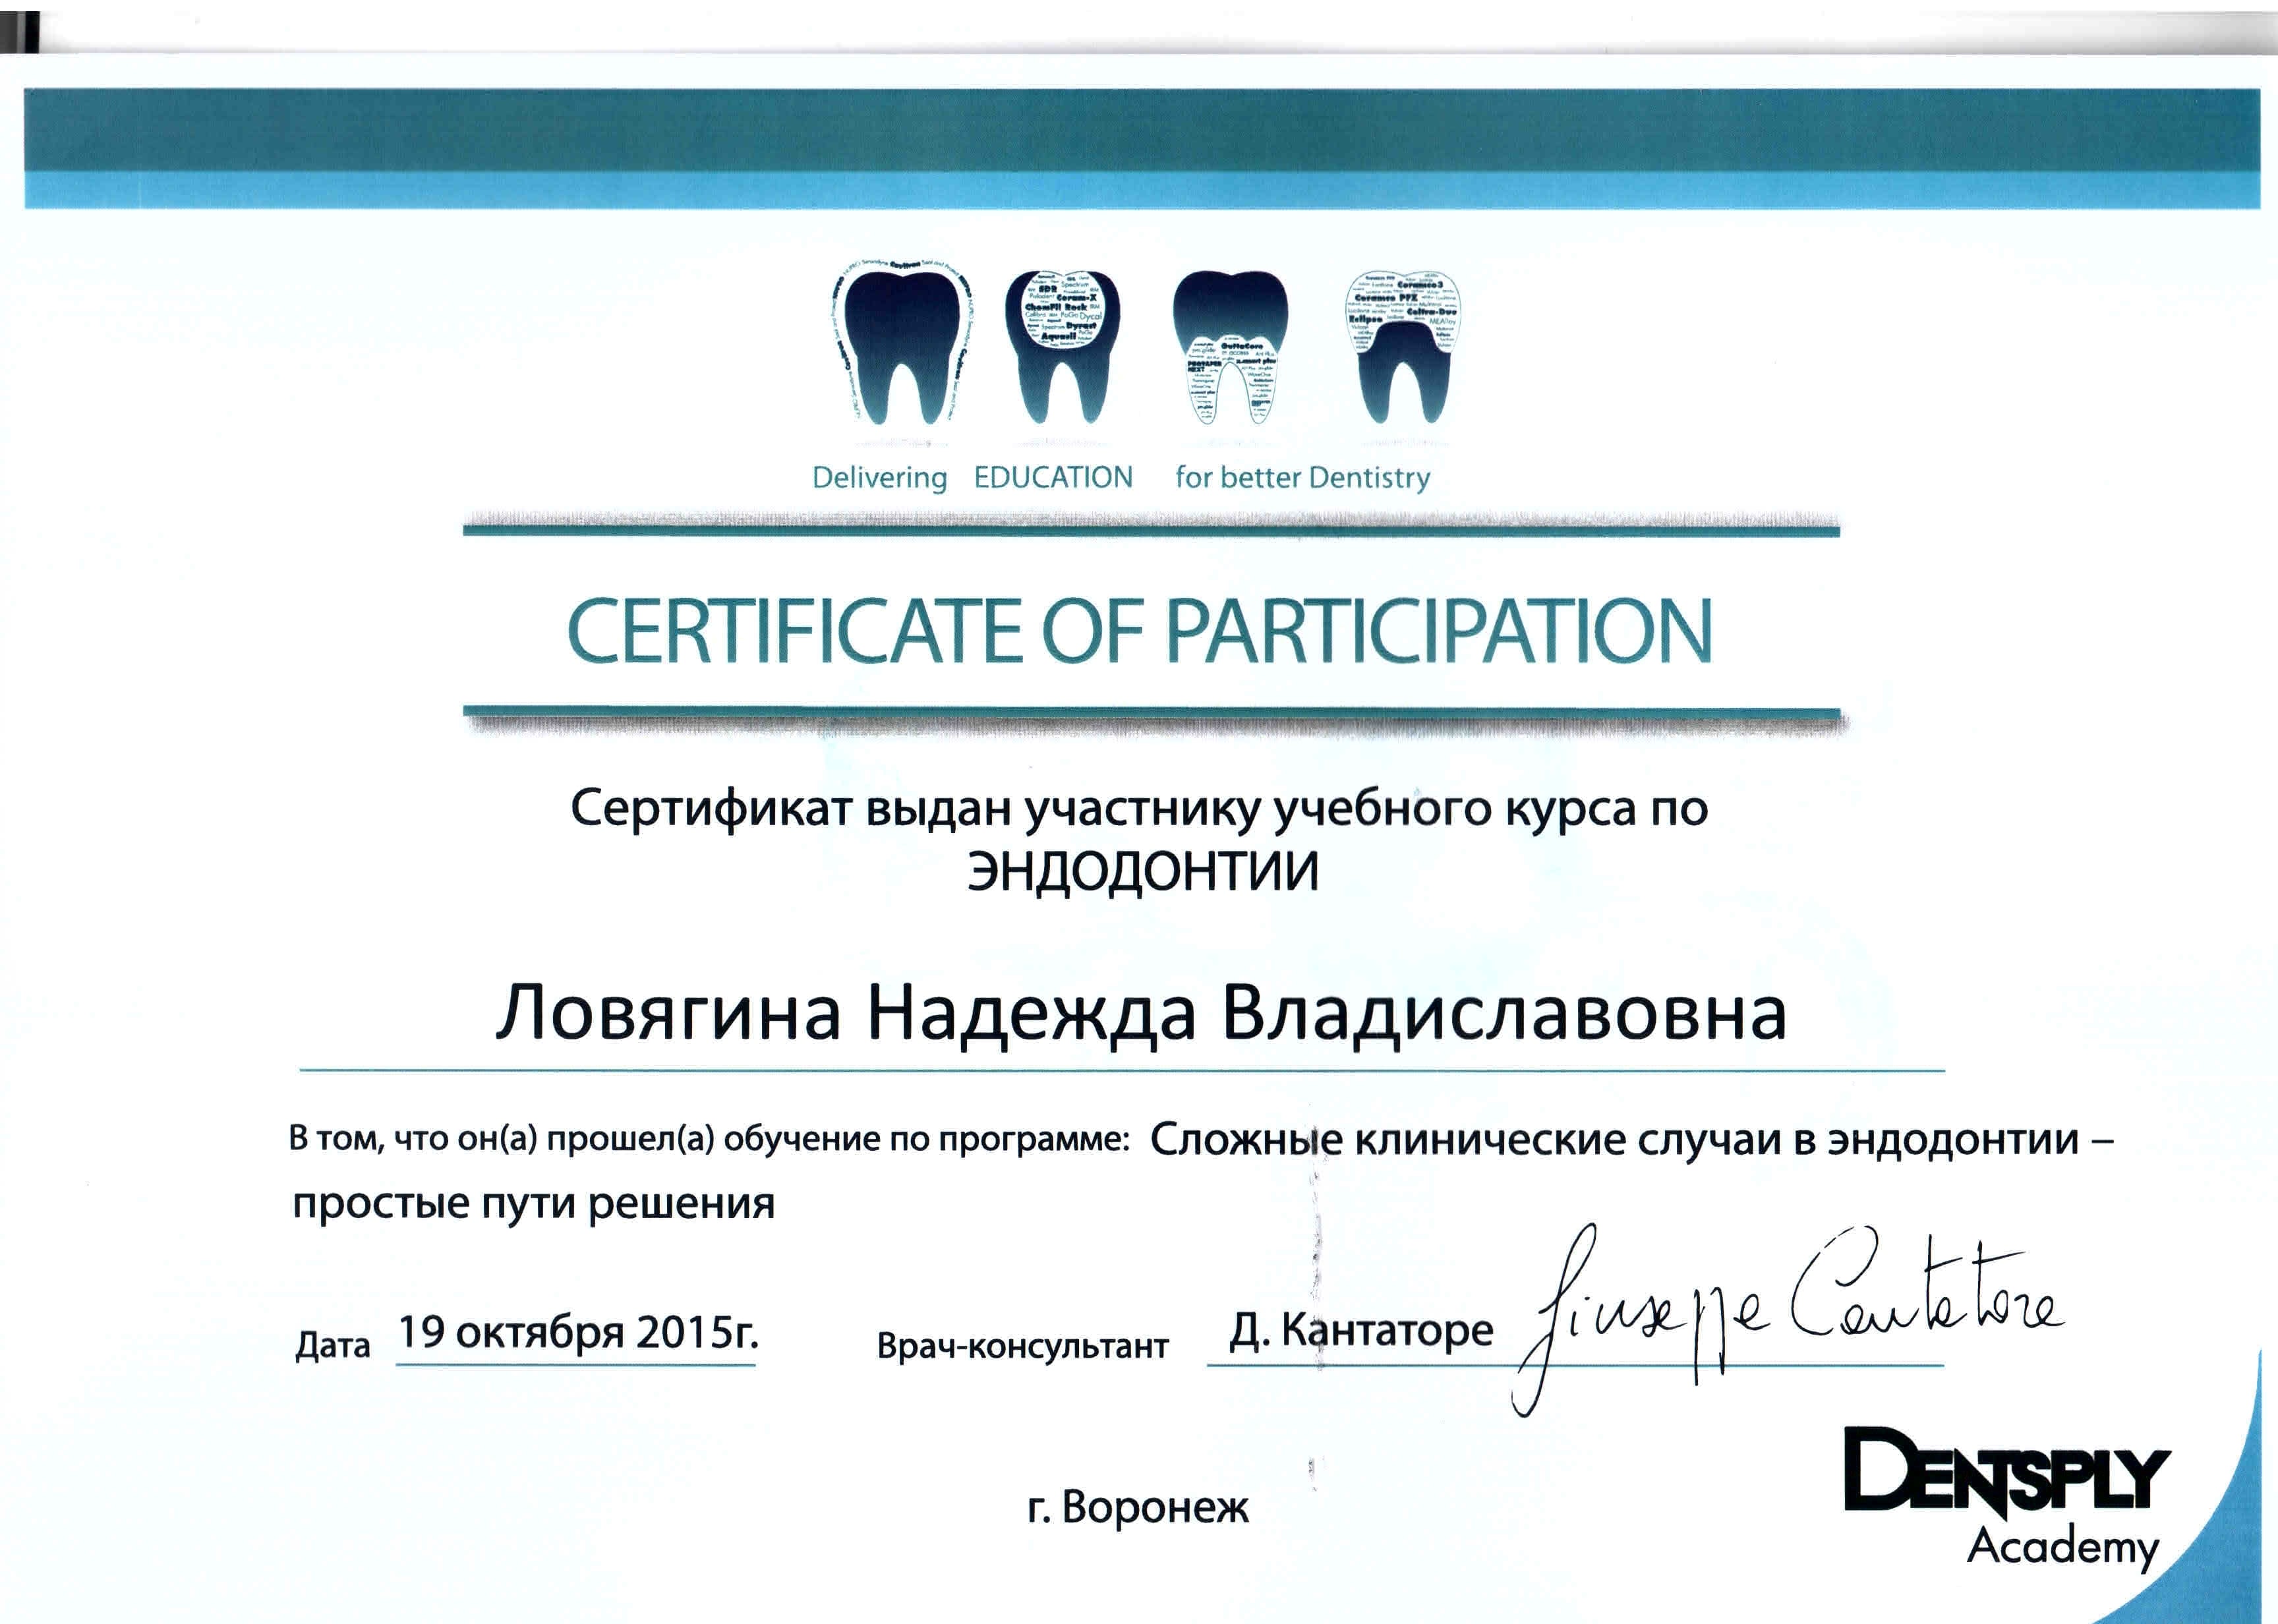 Delivering EDUCATION for better Dentistry
CERTIFICATE OF PARTICIPATION
Сертификат выдан участнику учебного курса по
ЭНДОДОНТИИ
Ловягина Надежда Владиславовна
В том, что он(а) прошел(а) обучение по программе: Сложные клинические случаи в эндодонтии –
простые пути решения
Дата 19 октября 2015г. Врач-консультант Д. Кантаторе Giuseppe Cantatore
г. Воронеж
DENTSPLY
Academy